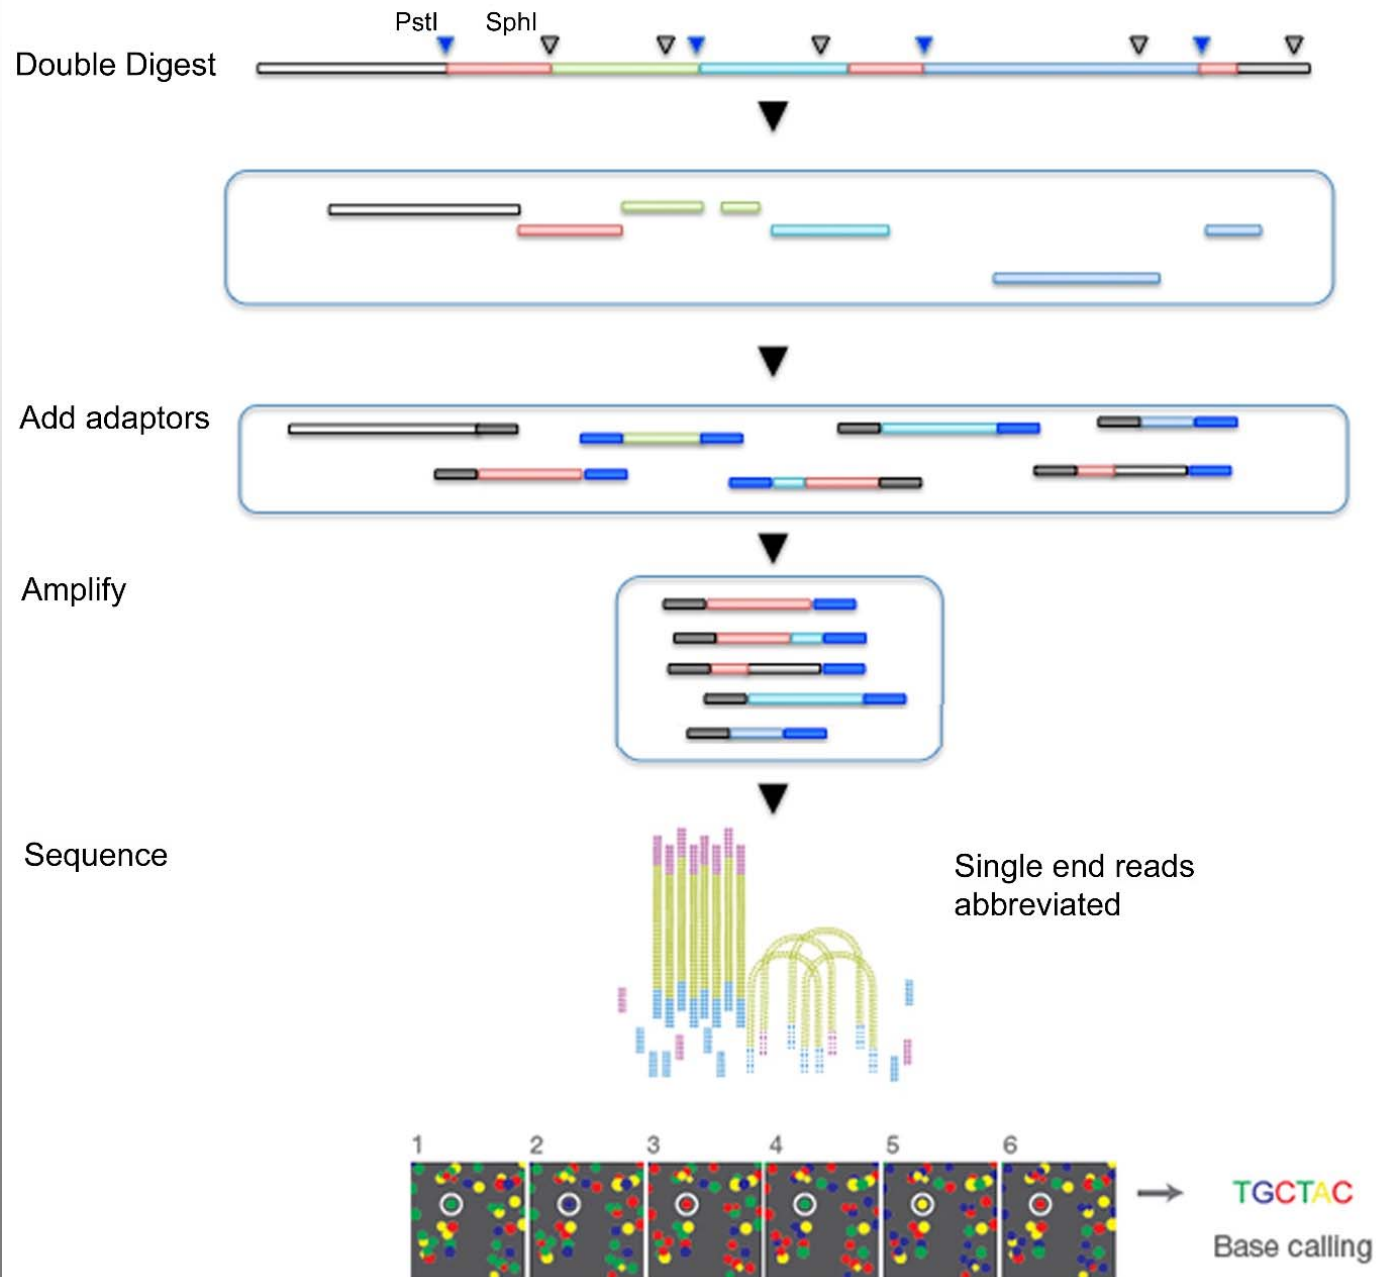 PstI SphI
Double Digest
Add adaptors
Amplify
Sequence
Single end reads
abbreviated
1 2 3 4 5 6
TGCTAC
Base calling